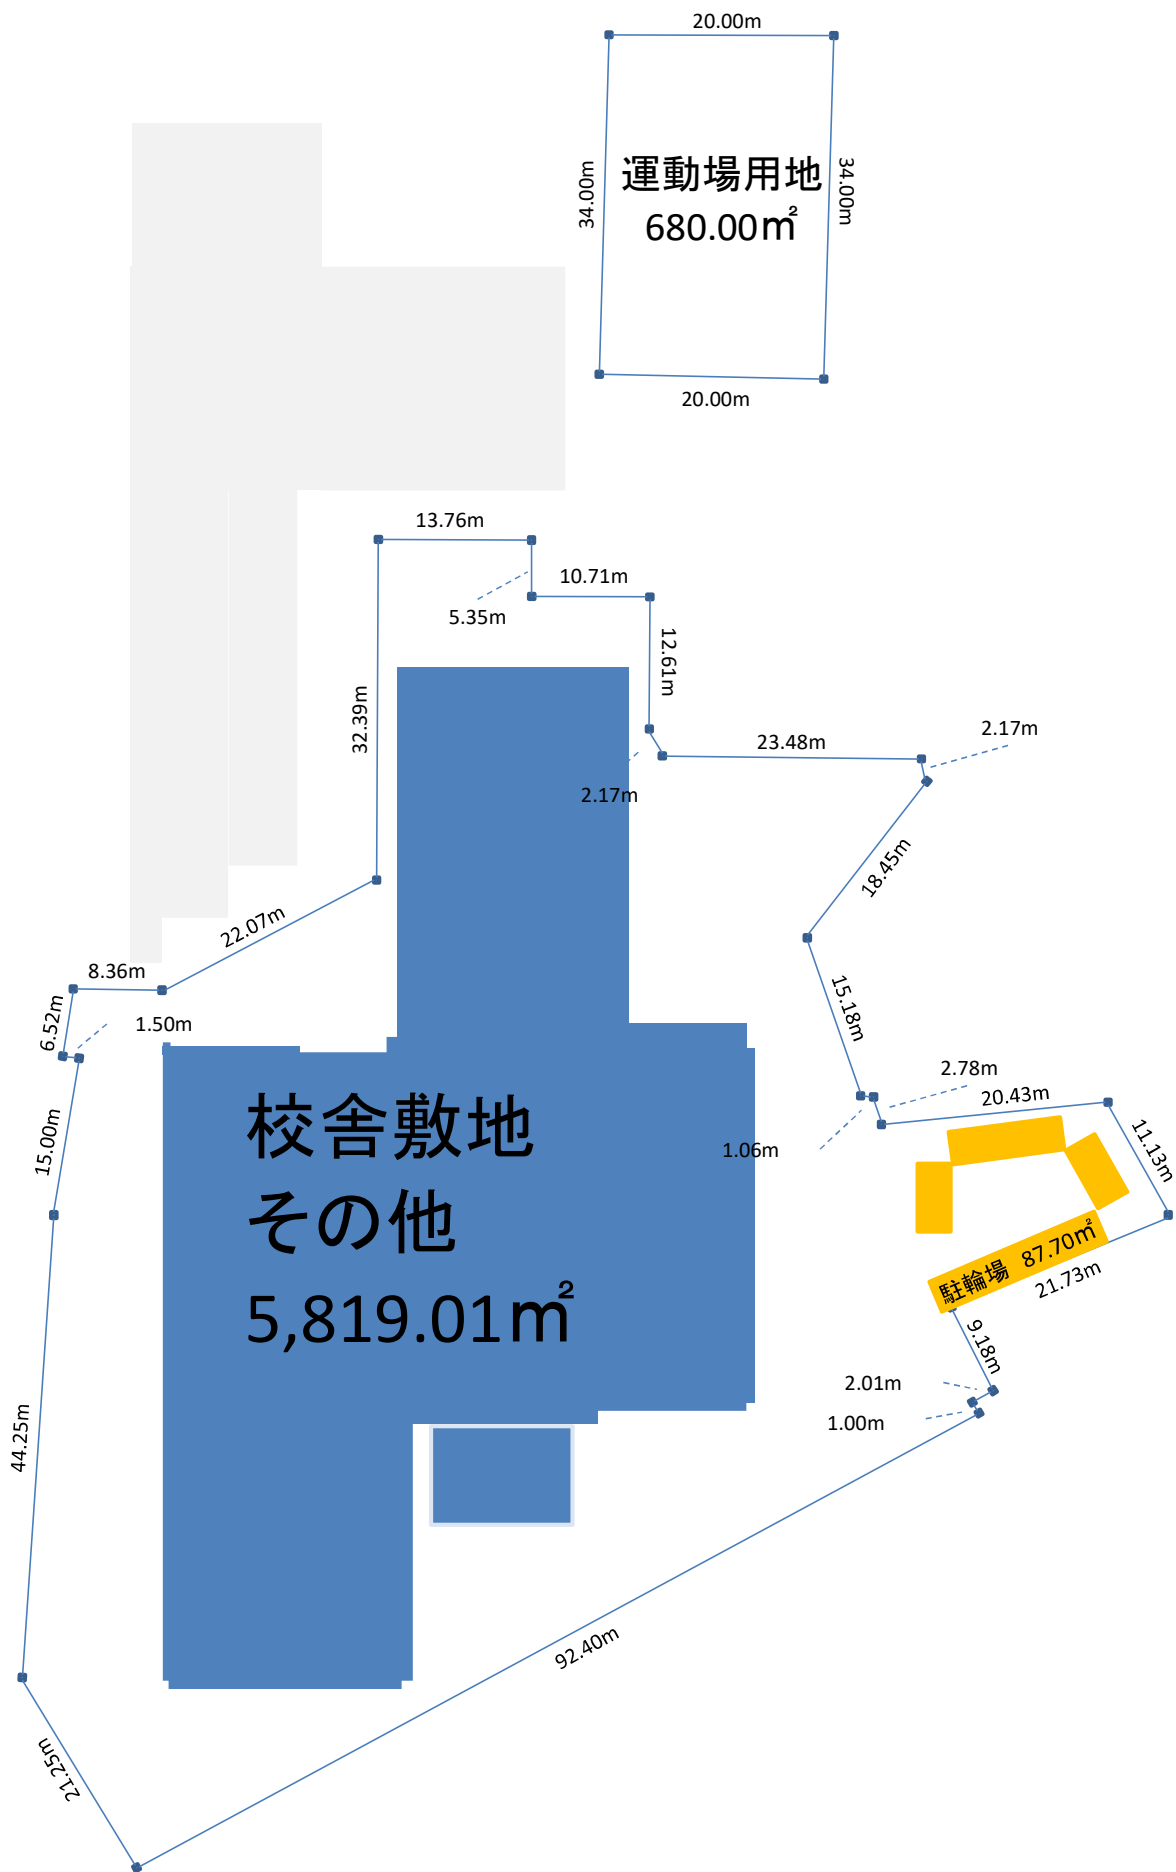 20.00m
34.00m
運動場用地
680.00㎡
34.00m
20.00m
13.76m
10.71m
5.35m
12.61m
32.39m
23.48m
2.17m
2.17m
18.45m
22.07m
8.36m
6.52m
1.50m
15.18m
2.78m
20.43m
15.00m
1.06m
11.13m
校舎敷地
その他
5,819.01㎡
駐輪場 87.70㎡
21.73m
9.18m
2.01m
1.00m
44.25m
92.40m
21.25m